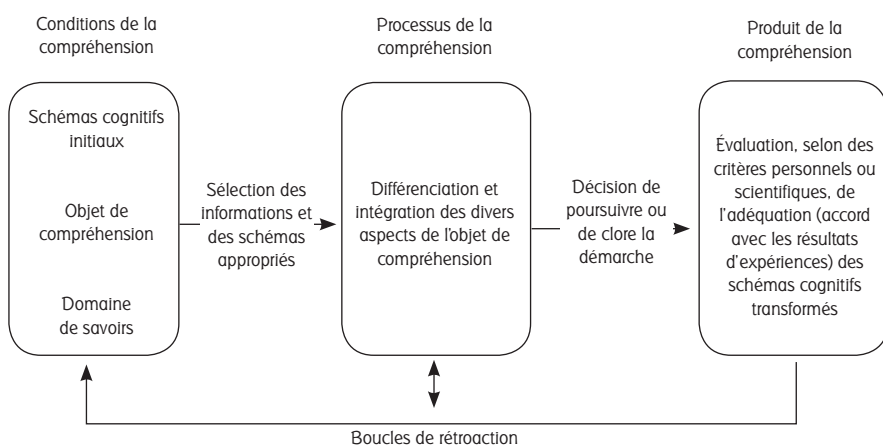 Conditions de la
compréhension
Schémas cognitifs
initiaux
Objet de
compréhension
Domaine
de savoirs
Sélection des
informations et
des schémas
appropriés
Processus de la
compréhension
Différenciation et
intégration des divers
aspects de l'objet de
compréhension
Décision de
poursuivre ou
de clore la
démarche
Produit de la
compréhension
Évaluation, selon des
critères personnels ou
scientifiques, de
l'adéquation (accord
avec les résultats
d'expériences) des
schémas cognitifs
transformés
Boucles de rétroaction